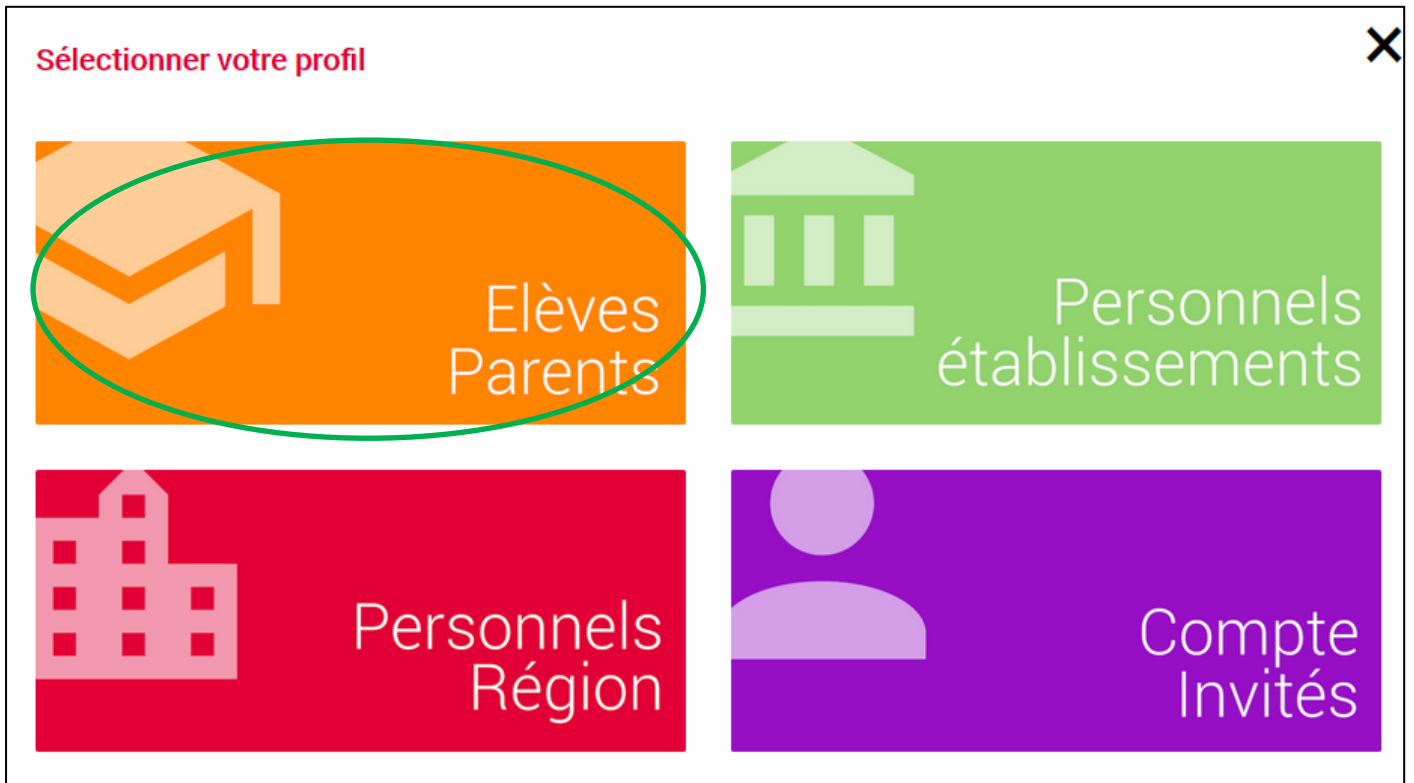 Sélectionner votre profil
Elèves
Parents
Personnels
établissements
Personnels
Région
Compte
Invités